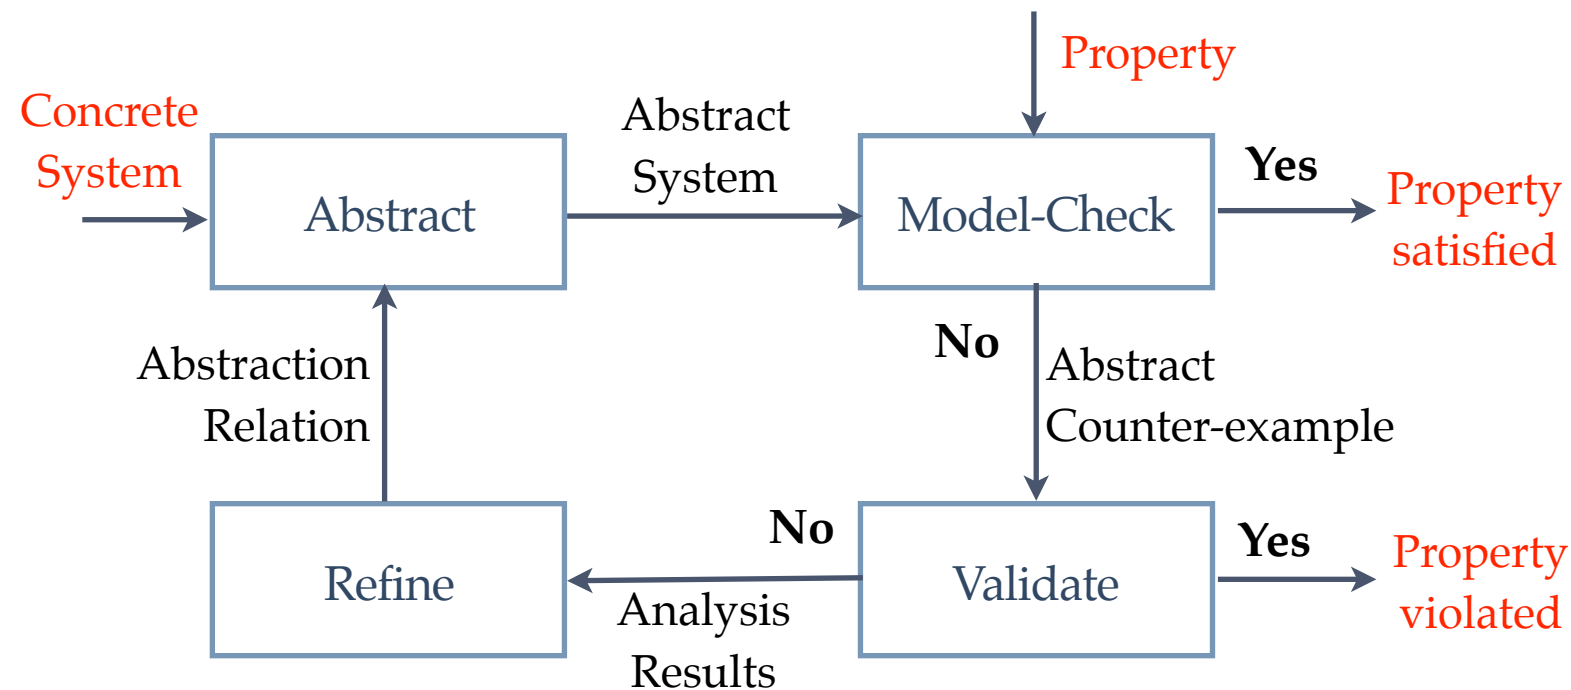 Property
Concrete
System
Abstract
System
Abstract
Model-Check
Yes
Property
satisfied
No
Abstract
Counter-example
Abstraction
Relation
Refine
No
Analysis
Results
Validate
Yes
Property
violated